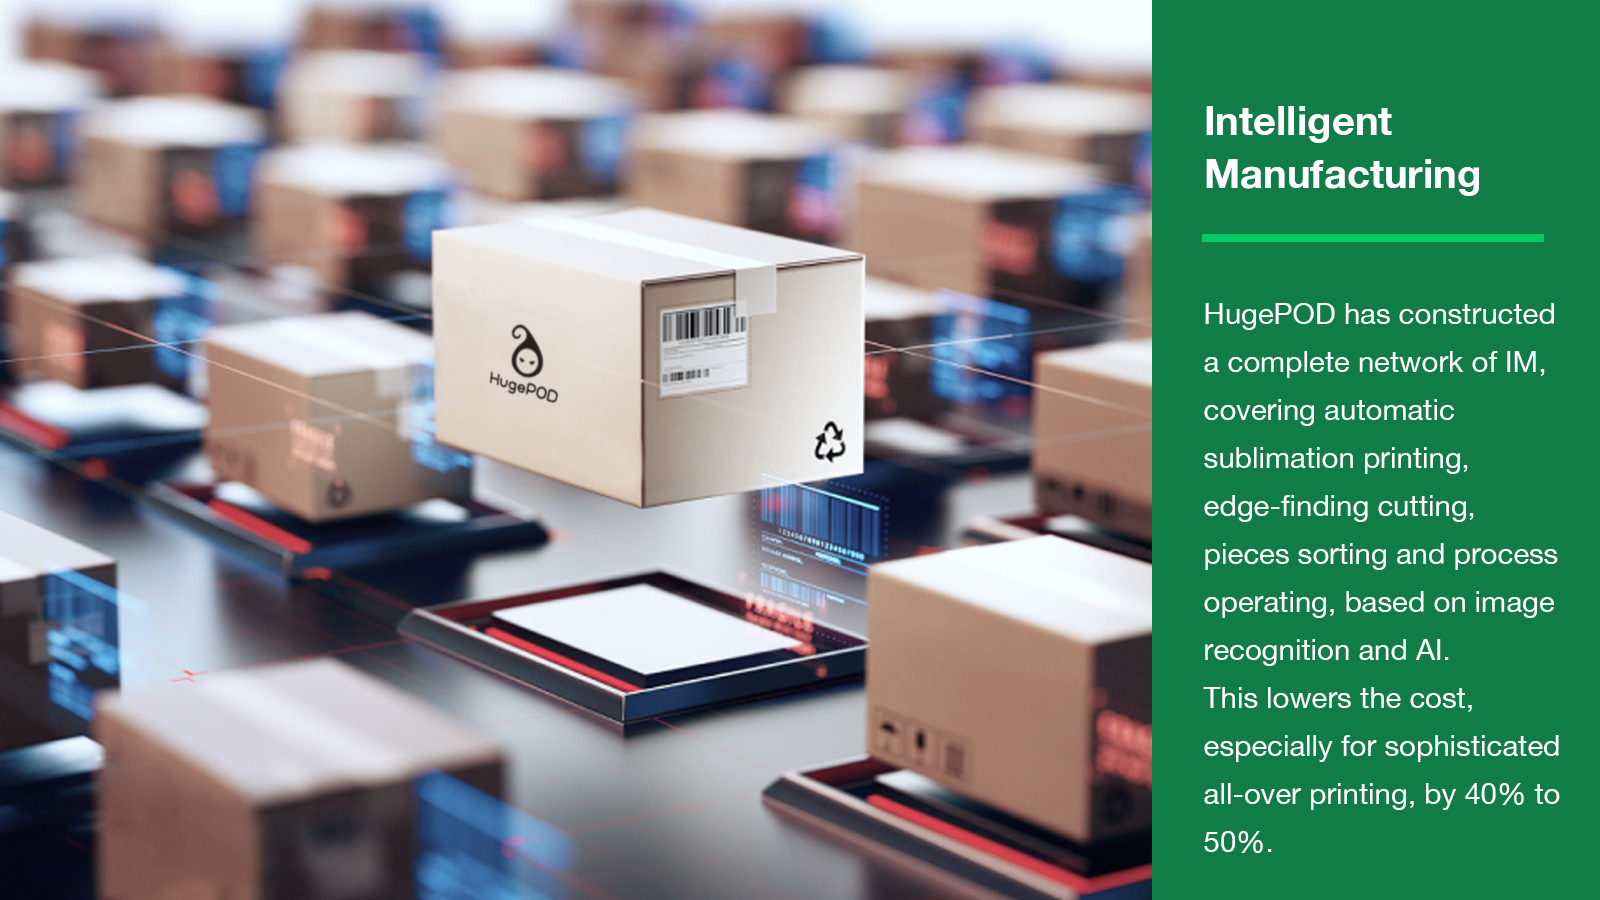 Intelligent
Manufacturing
HugePOD has constructed
a complete network of IM,
covering automatic
sublimation printing,
edge-finding cutting,
pieces sorting and process
operating, based on image
recognition and AI.
This lowers the cost,
especially for sophisticated
all-over printing, by 40% to
50%.
HugePOD